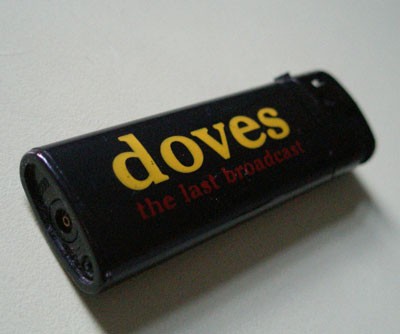 doves
the last broadcast